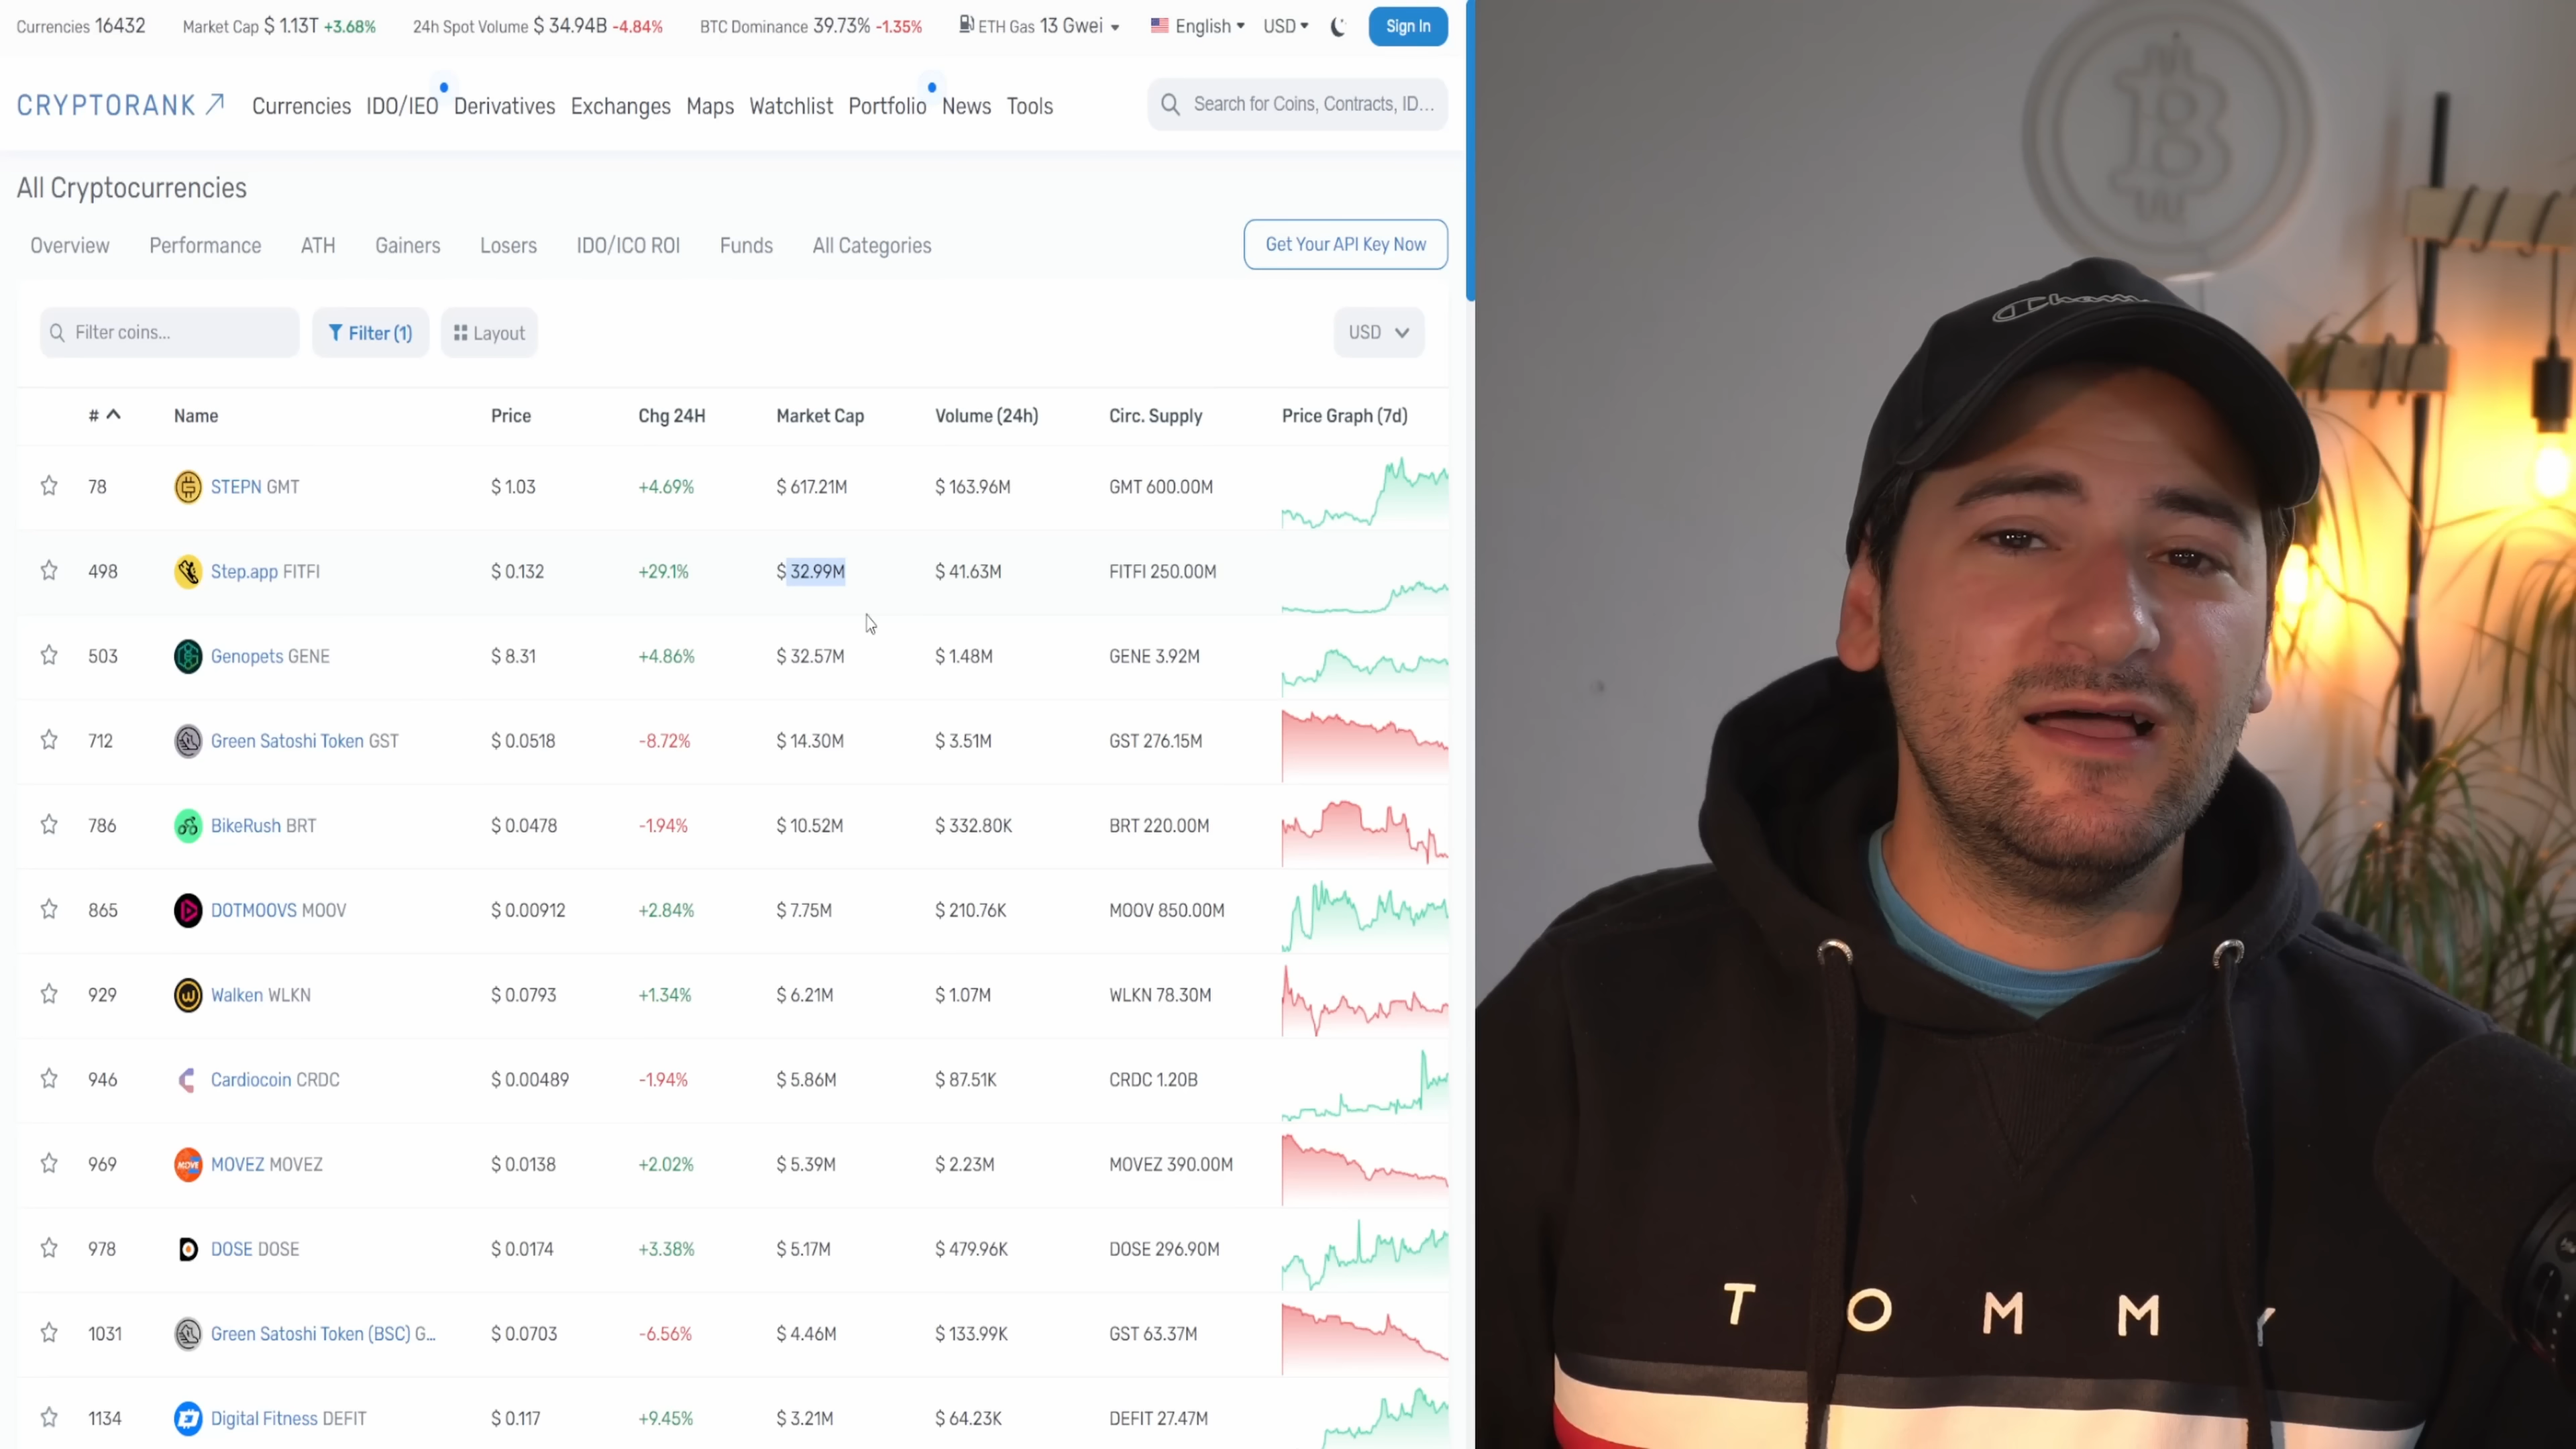 Currencies 16432 Market Cap $ 1.13T +3.68% 24h Spot Volume $ 34.94B -4.84% BTC Dominance 39.73% -1.35% ETH Gas 13 Gwei English USD Sign In
CRYPTORANK Currencies IDO/IEO Derivatives Exchanges Maps Watchlist Portfolio News Tools Search for Coins, Contracts, ID...
All Cryptocurrencies
Overview Performance ATH Gainers Losers IDO/ICO ROI Funds All Categories Get Your API Key Now
Filter coins... Filter (1) Layout USD
# Name Price Chg 24H Market Cap Volume (24h) Circ. Supply Price Graph (7d)
78 STEPN GMT $ 1.03 +4.69% $ 617.21M $ 163.96M GMT 600.00M
498 Step.app FITFI $ 0.132 +29.1% $ 32.99M $ 41.63M FITFI 250.00M
503 Genopets GENE $ 8.31 +4.86% $ 32.57M $ 1.48M GENE 3.92M
712 Green Satoshi Token GST $ 0.0518 -8.72% $ 14.30M $ 3.51M GST 276.15M
786 BikeRush BRT $ 0.0478 -1.94% $ 10.52M $ 332.80K BRT 220.00M
865 DOTMOOVS MOOV $ 0.00912 +2.84% $ 7.75M $ 210.76K MOOV 850.00M
929 Walken WLKN $ 0.0793 +1.34% $ 6.21M $ 1.07M WLKN 78.30M
946 Cardiocoin CRDC $ 0.00489 -1.94% $ 5.86M $ 87.51K CRDC 1.20B
969 MOVEZ MOVEZ $ 0.0138 +2.02% $ 5.39M $ 2.23M MOVEZ 390.00M
978 DOSE DOSE $ 0.0174 +3.38% $ 5.17M $ 479.96K DOSE 296.90M
1031 Green Satoshi Token (BSC) G... $ 0.0703 -6.56% $ 4.46M $ 133.99K GST 63.37M
1134 Digital Fitness DEFIT $ 0.117 +9.45% $ 3.21M $ 64.23K DEFIT 27.47M
TOMMY